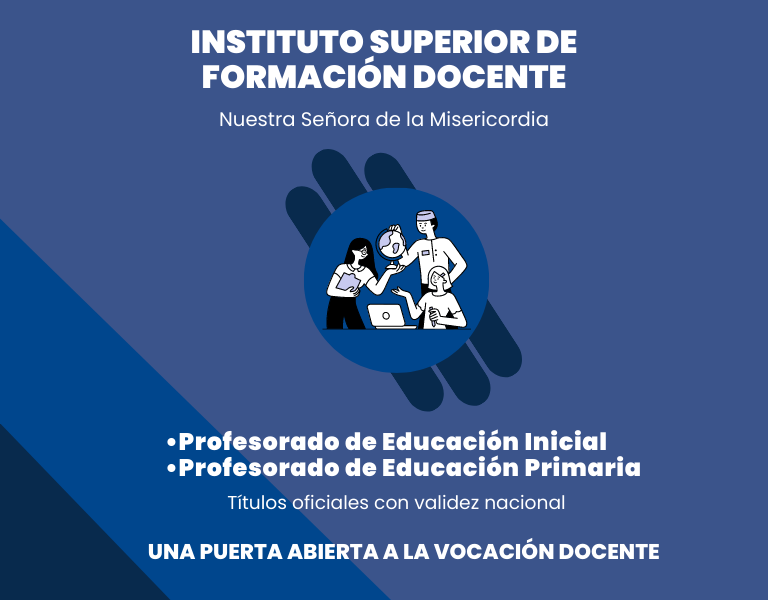 INSTITUTO SUPERIOR DE
FORMACIÓN DOCENTE
Nuestra Señora de la Misericordia
•Profesorado de Educación Inicial
•Profesorado de Educación Primaria
Títulos oficiales con validez nacional
UNA PUERTA ABIERTA A LA VOCACIÓN DOCENTE